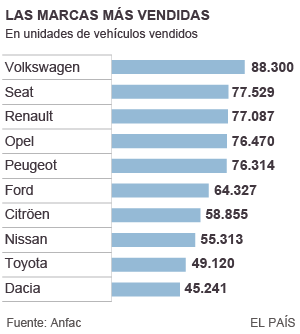 LAS MARCAS MÁS VENDIDAS
En unidades de vehículos vendidos
Volkswagen 88.300
Seat 77.529
Renault 77.087
Opel 76.470
Peugeot 76.314
Ford 64.327
Citröen 58.855
Nissan 55.313
Toyota 49.120
Dacia 45.241
Fuente: Anfac EL PAÍS